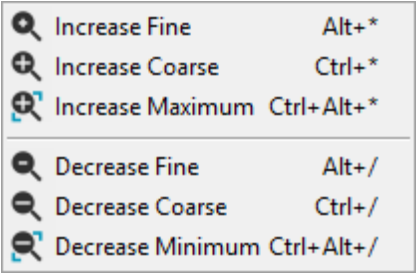 Increase Fine Alt+*
Increase Coarse Ctrl+*
Increase Maximum Ctrl+Alt+*
Decrease Fine Alt+/
Decrease Coarse Ctrl+/
Decrease Minimum Ctrl+Alt+/